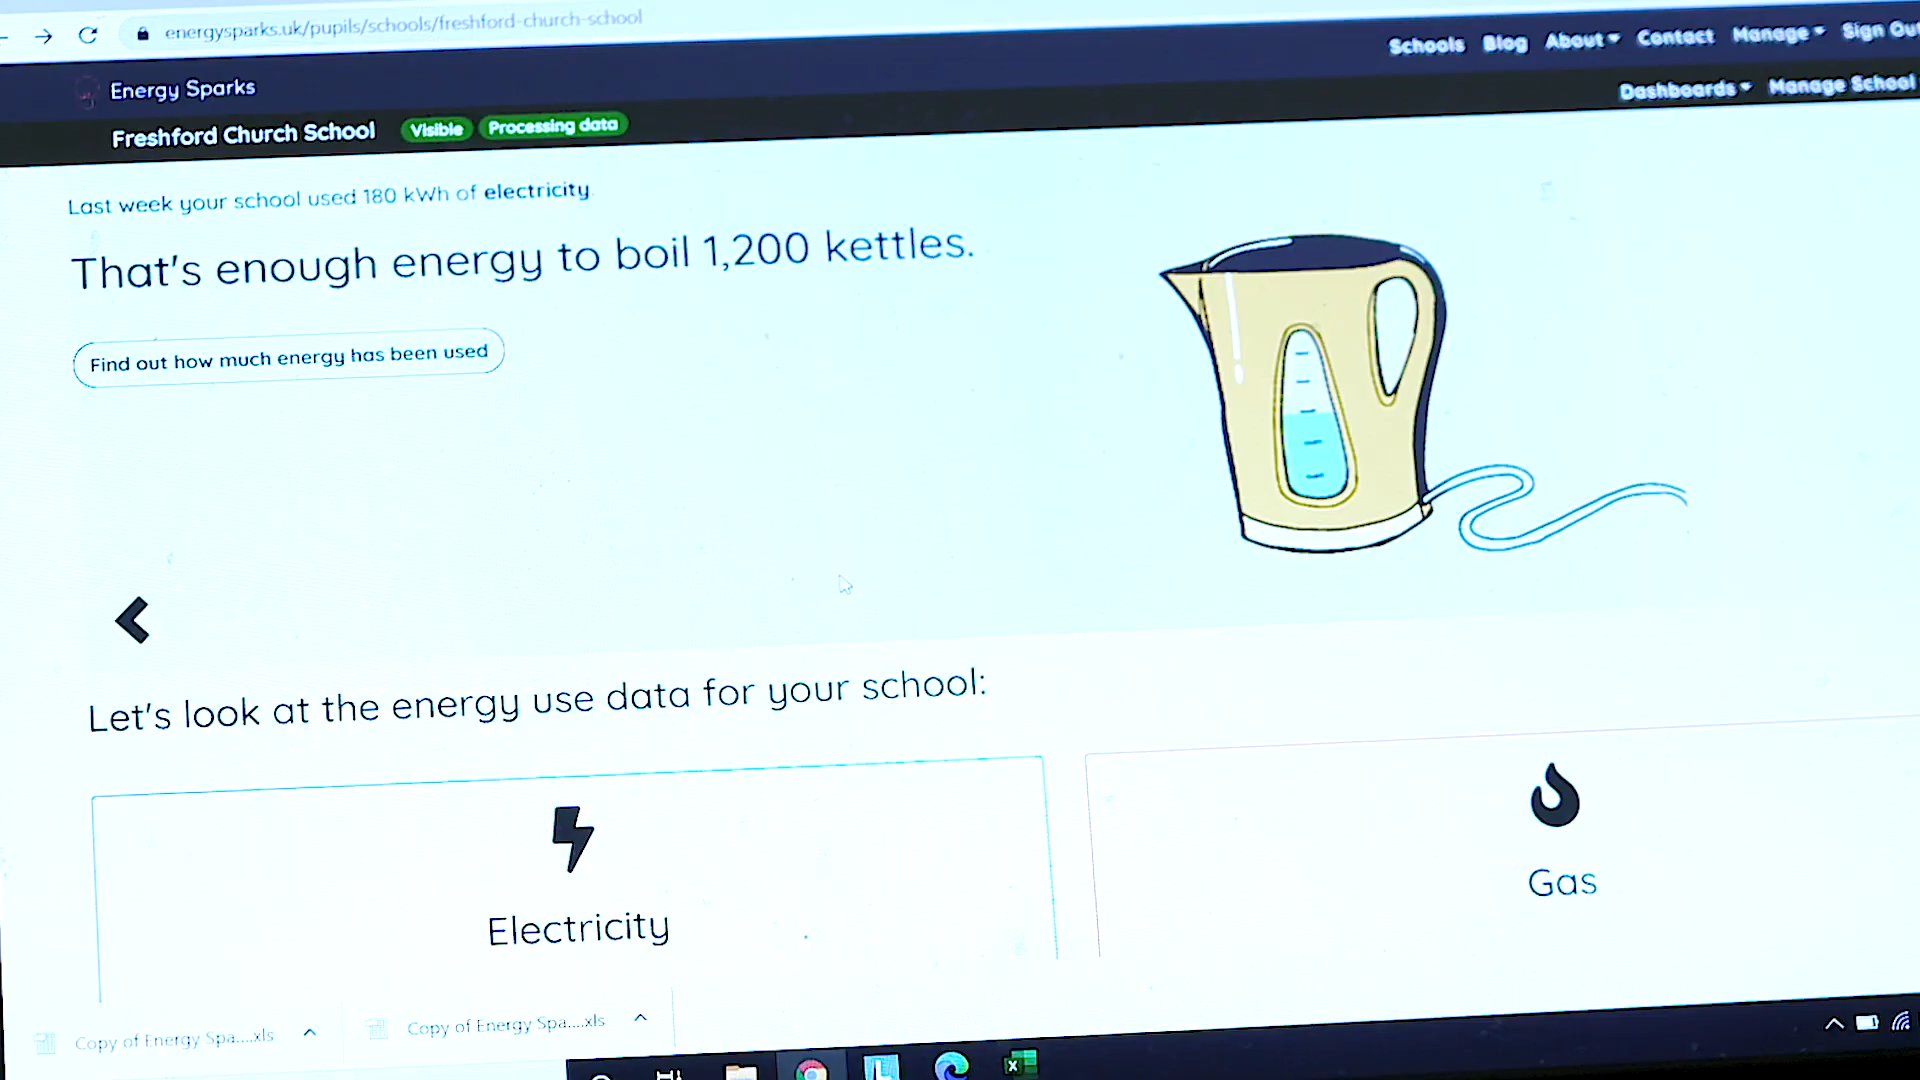 energysparks.uk/pupils/schools/freshford-church-school
Schools Blog About Contact Manage Sign Out
Energy Sparks
Dashboards Manage School
Freshford Church School Visible Processing data
Last week your school used 180 kWh of electricity.
That's enough energy to boil 1,200 kettles.
Find out how much energy has been used
Let's look at the energy use data for your school:
Electricity
Gas
Copy of Energy Spa....xls
Copy of Energy Spa....xls